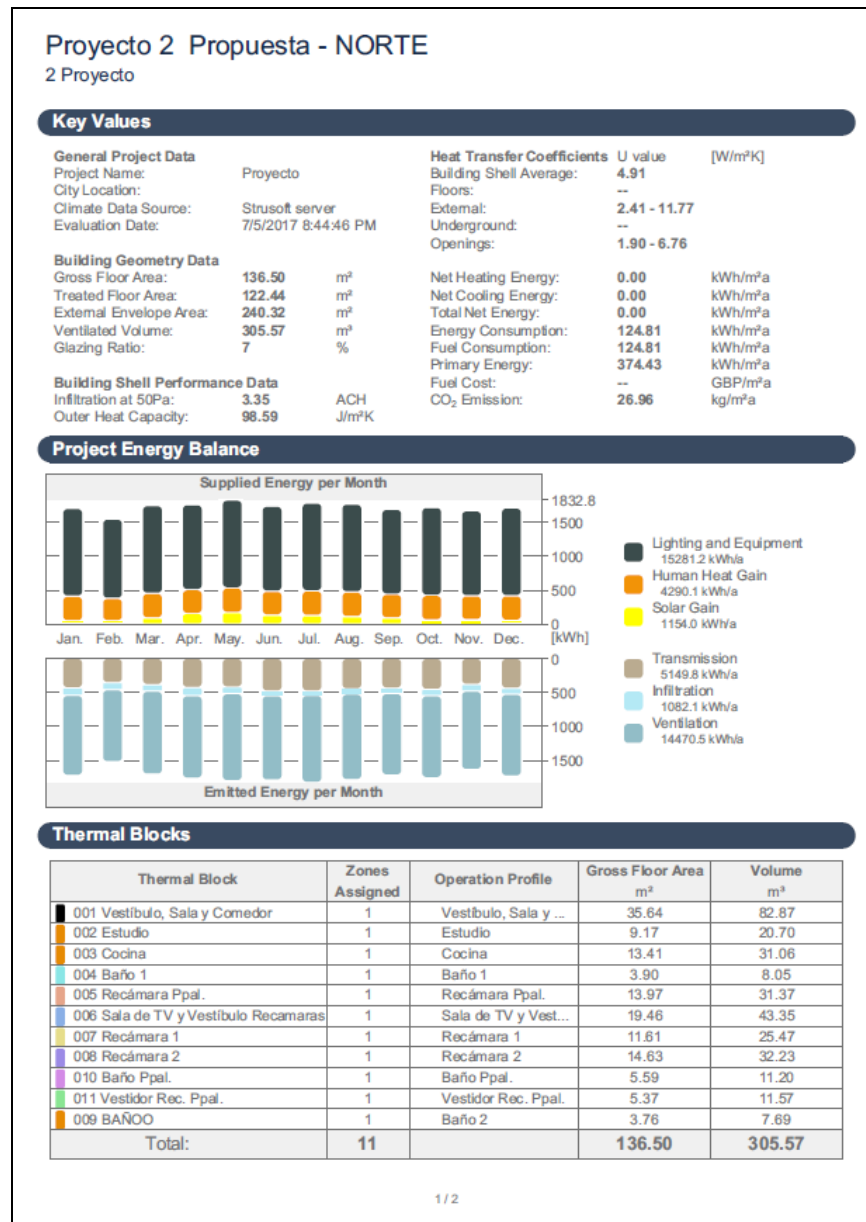 Proyecto 2 Propuesta - NORTE
2 Proyecto
Key Values
General Project Data
Project Name: Proyecto
City Location:
Climate Data Source: Strusoft server
Evaluation Date: 7/5/2017 8:44:46 PM
Building Geometry Data
Gross Floor Area: 136.50 m²
Treated Floor Area: 122.44 m²
External Envelope Area: 240.32 m²
Ventilated Volume: 305.57 m³
Glazing Ratio: 7 %
Building Shell Performance Data
Infiltration at 50Pa: 3.35 ACH
Outer Heat Capacity: 98.59 J/m²K
Heat Transfer Coefficients U value [W/m²K]
Building Shell Average: 4.91
Floors: --
External: 2.41 - 11.77
Underground: --
Openings: 1.90 - 6.76
Net Heating Energy: 0.00 kWh/m²a
Net Cooling Energy: 0.00 kWh/m²a
Total Net Energy: 0.00 kWh/m²a
Energy Consumption: 124.81 kWh/m²a
Fuel Consumption: 124.81 kWh/m²a
Primary Energy: 374.43 kWh/m²a
Fuel Cost: -- GBP/m²a
CO₂ Emission: 26.96 kg/m²a
Project Energy Balance
Supplied Energy per Month
1832.8
1500
1000
500
0
Jan. Feb. Mar. Apr. May. Jun. Jul. Aug. Sep. Oct. Nov. Dec. [kWh]
0
500
1000
1500
Emitted Energy per Month
Lighting and Equipment
15281.2 kWh/a
Human Heat Gain
4290.1 kWh/a
Solar Gain
1154.0 kWh/a
Transmission
5149.8 kWh/a
Infiltration
1082.1 kWh/a
Ventilation
14470.5 kWh/a
Thermal Blocks
Thermal Block Zones Assigned Operation Profile Gross Floor Area m² Volume m³
001 Vestíbulo, Sala y Comedor 1 Vestíbulo, Sala y ... 35.64 82.87
002 Estudio 1 Estudio 9.17 20.70
003 Cocina 1 Cocina 13.41 31.06
004 Baño 1 1 Baño 1 3.90 8.05
005 Recámara Ppal. 1 Recámara Ppal. 13.97 31.37
006 Sala de TV y Vestíbulo Recamaras 1 Sala de TV y Vest... 19.46 43.35
007 Recámara 1 1 Recámara 1 11.61 25.47
008 Recámara 2 1 Recámara 2 14.63 32.23
010 Baño Ppal. 1 Baño Ppal. 5.59 11.20
011 Vestidor Rec. Ppal. 1 Vestidor Rec. Ppal. 5.37 11.57
009 BAÑOO 1 Baño 2 3.76 7.69
Total: 11 136.50 305.57
1 / 2